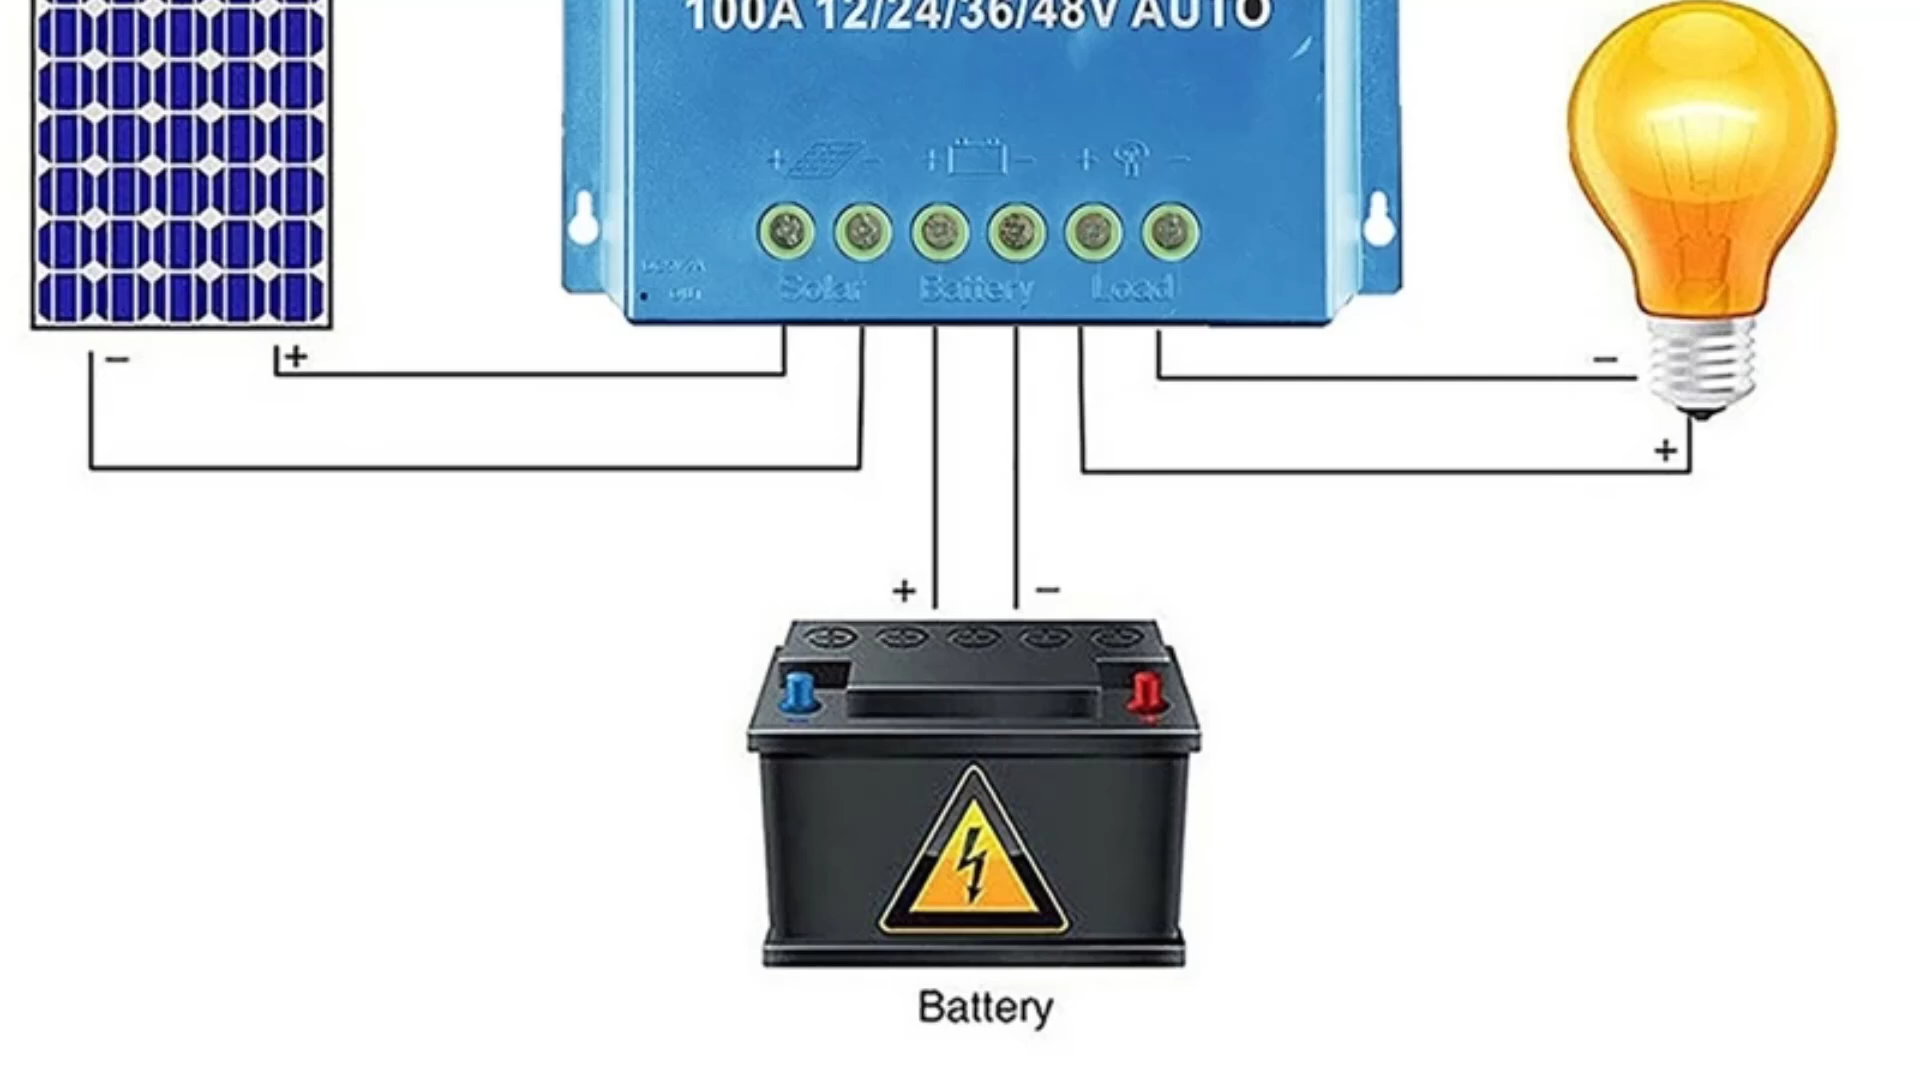 100A 12/24/36/48V AUTO
+ - + - + -
Solar Battery Load
− +
−
+
+ −
Battery